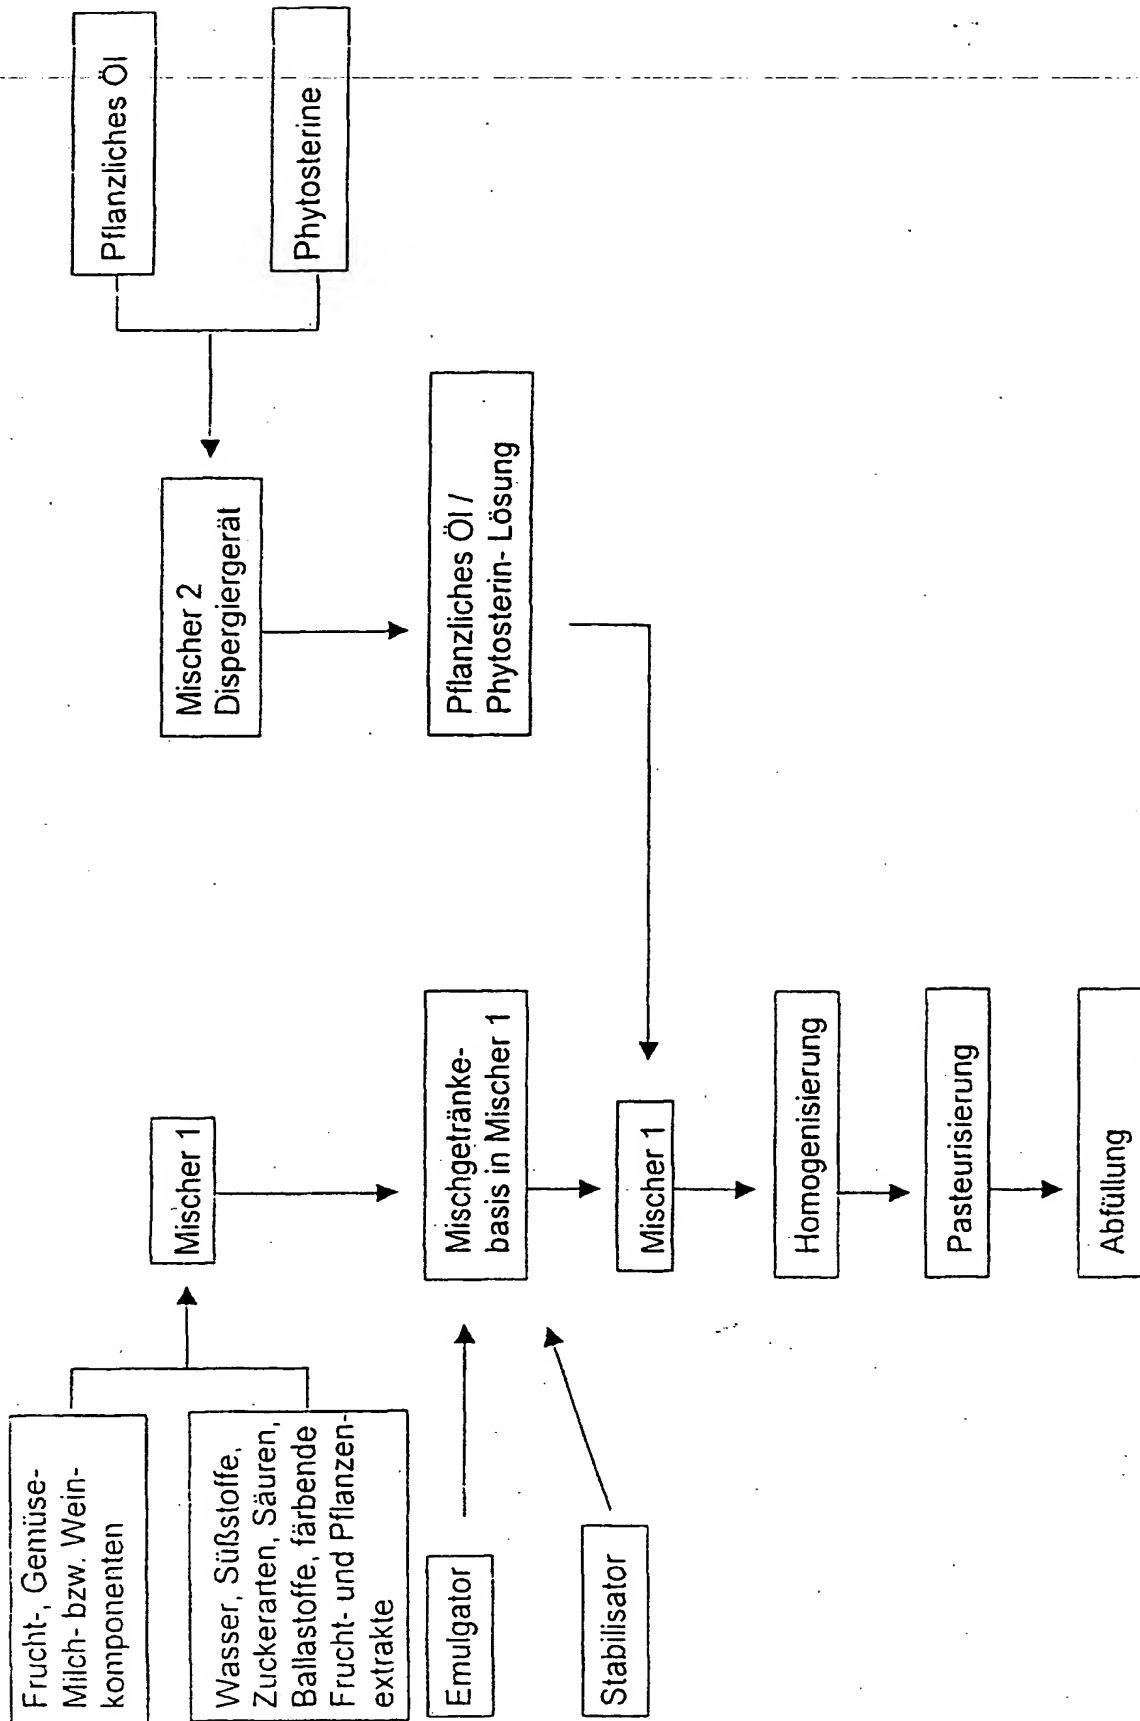 Frucht-, Gemüse-
Milch- bzw. Wein-
komponenten
Wasser, Süßstoffe,
Zuckerarten, Säuren,
Ballastoffe, färbende
Frucht- und Pflanzen-
extrakte
Emulgator
Stabilisator
Mischer 1
Mischgetränke-
basis in Mischer 1
Mischer 1
Homogenisierung
Pasteurisierung
Abfüllung
Pflanzliches Öl
Phytosterine
Mischer 2
Dispergiergerät
Pflanzliches Öl /
Phytosterin- Lösung